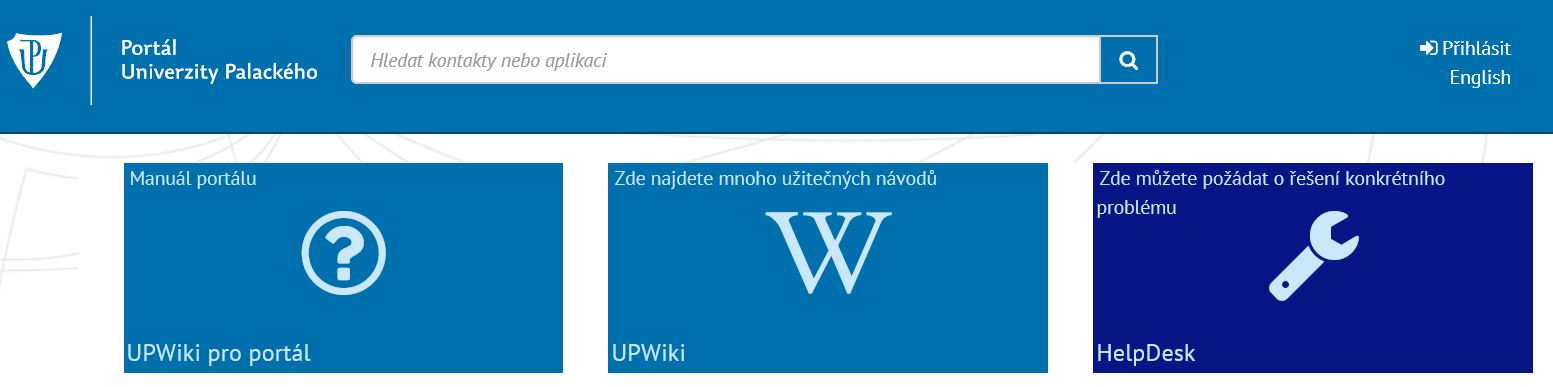 Portál
Univerzity Palackého
Hledat kontakty nebo aplikaci
Přihlásit
English
Manuál portálu
UPWiki pro portál
Zde najdete mnoho užitečných návodů
W
UPWiki
Zde můžete požádat o řešení konkrétního
problému
HelpDesk